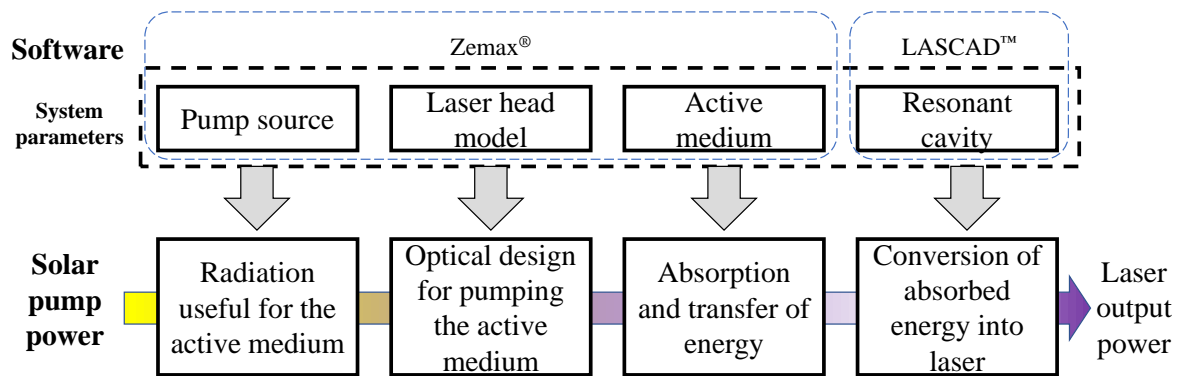 Software
Zemax®
LASCAD™
System
parameters
Pump source
Laser head
model
Active
medium
Resonant
cavity
Solar
pump
power
Radiation
useful for the
active medium
Optical design
for pumping
the active
medium
Absorption
and transfer of
energy
Conversion of
absorbed
energy into
laser
Laser
output
power